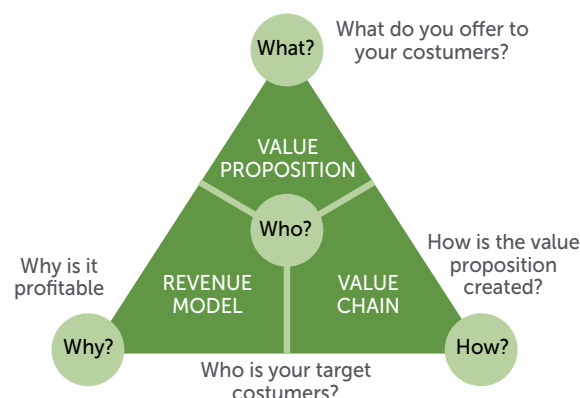 What?
What do you offer to
your costumers?
VALUE
PROPOSITION
Who?
Why is it
profitable
REVENUE
MODEL
VALUE
CHAIN
How is the value
proposition
created?
Why?
How?
Who is your target
costumers?